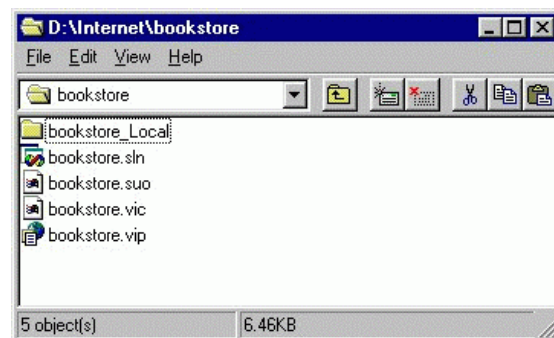 D:\Internet\bookstore
File Edit View Help
bookstore
bookstore_Local
bookstore.sln
bookstore.suo
bookstore.vic
bookstore.vip
5 object(s) 6.46KB